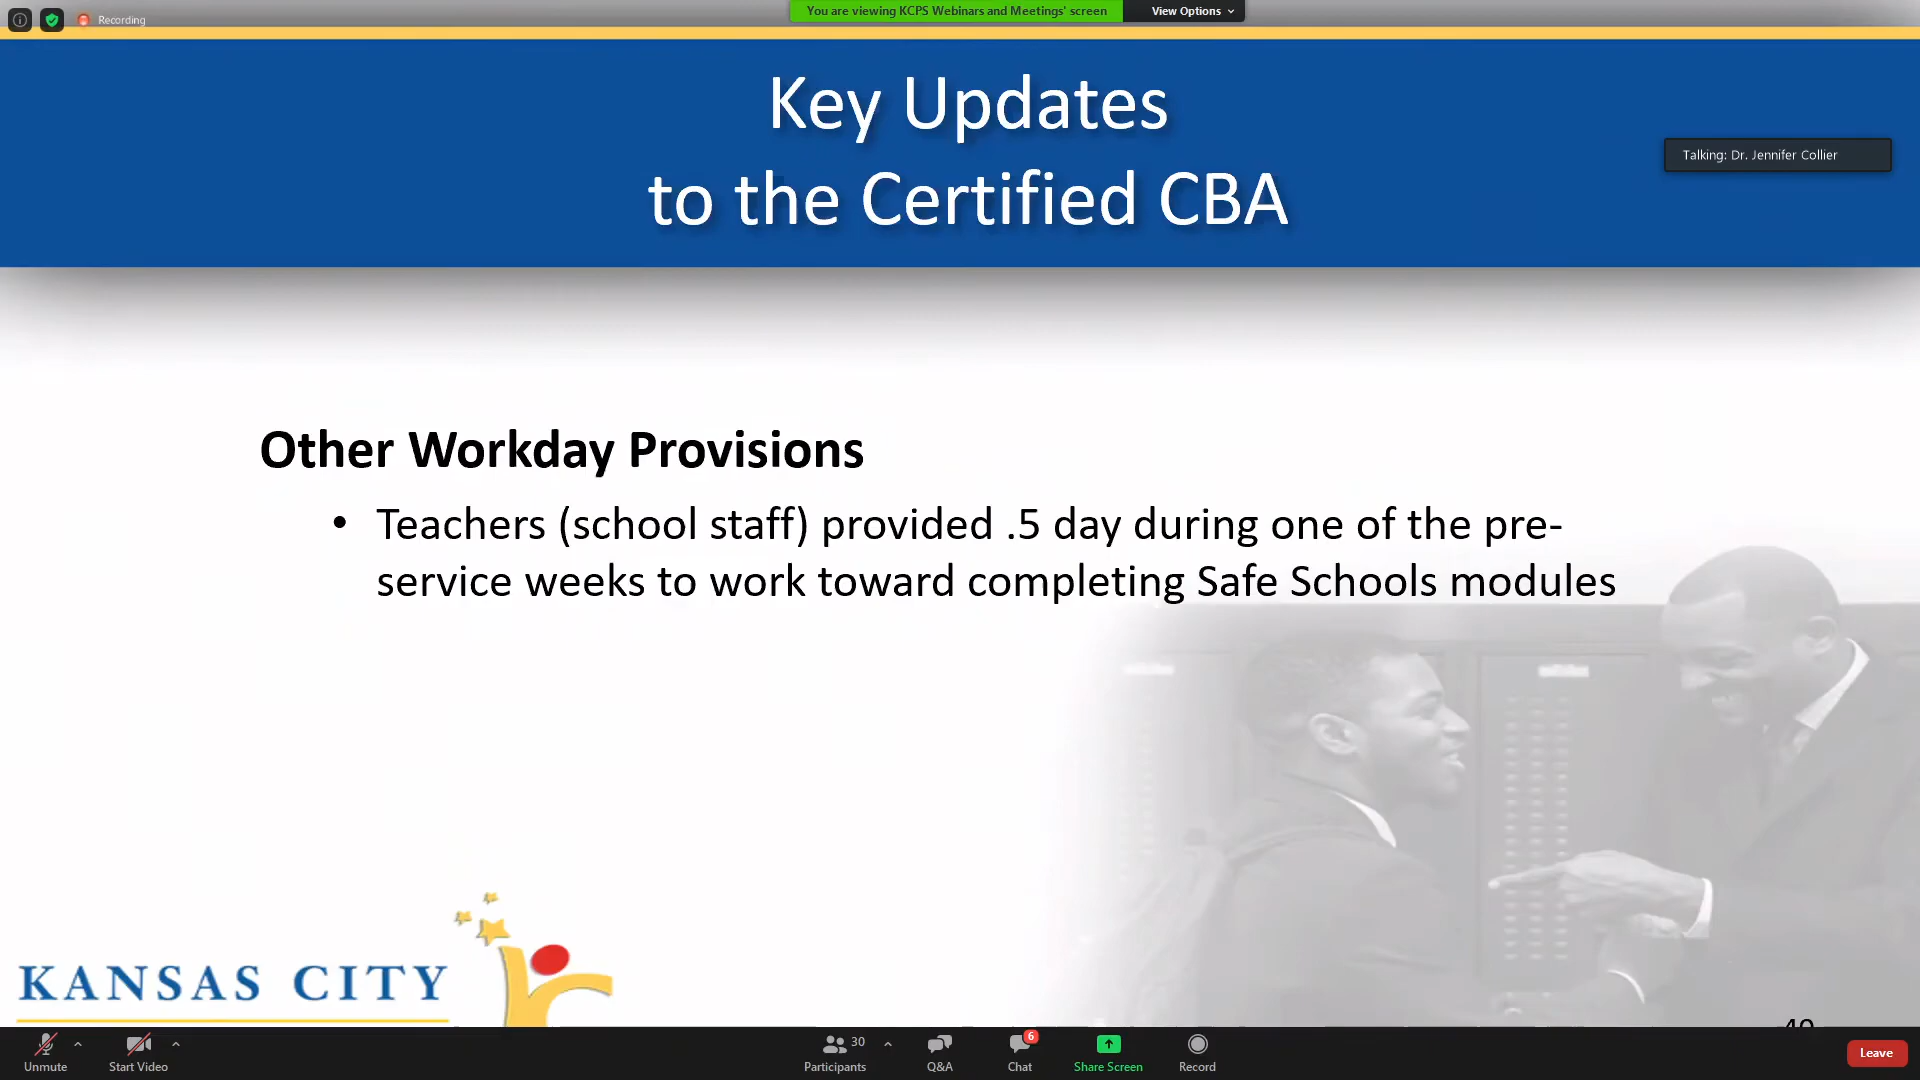 Recording
You are viewing KCPS Webinars and Meetings' screen
View Options
Key Updates
to the Certified CBA
Talking: Dr. Jennifer Collier
Other Workday Provisions
• Teachers (school staff) provided .5 day during one of the pre-
service weeks to work toward completing Safe Schools modules
KANSAS CITY
Unmute
Start Video
30
Participants
Q&A
6
Chat
Share Screen
Record
Leave